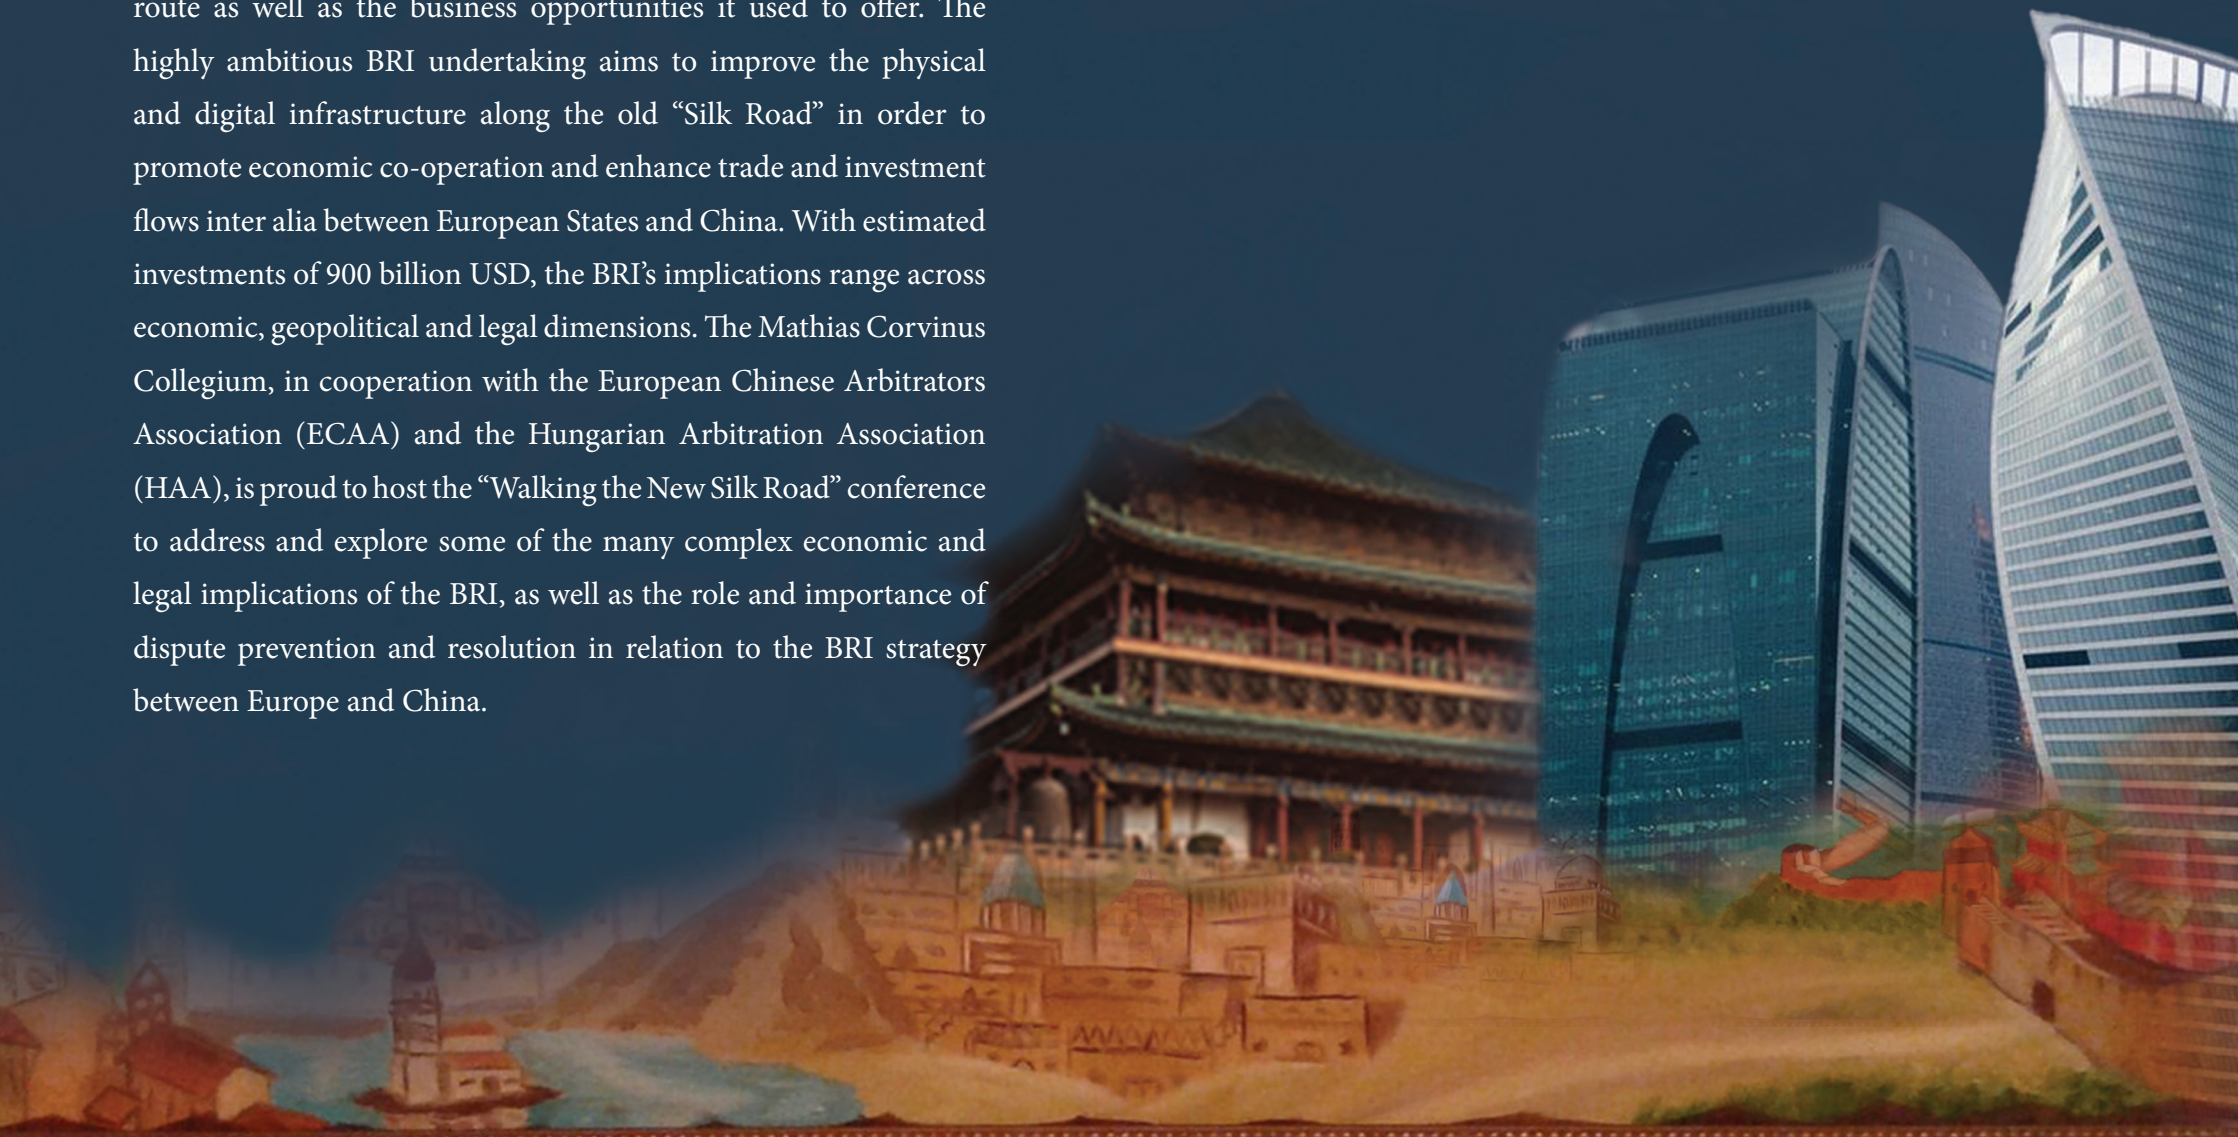 route as well as the business opportunities it used to offer. The
highly ambitious BRI undertaking aims to improve the physical
and digital infrastructure along the old “Silk Road” in order to
promote economic co-operation and enhance trade and investment
flows inter alia between European States and China. With estimated
investments of 900 billion USD, the BRI’s implications range across
economic, geopolitical and legal dimensions. The Mathias Corvinus
Collegium, in cooperation with the European Chinese Arbitrators
Association (ECAA) and the Hungarian Arbitration Association
(HAA), is proud to host the “Walking the New Silk Road” conference
to address and explore some of the many complex economic and
legal implications of the BRI, as well as the role and importance of
dispute prevention and resolution in relation to the BRI strategy
between Europe and China.